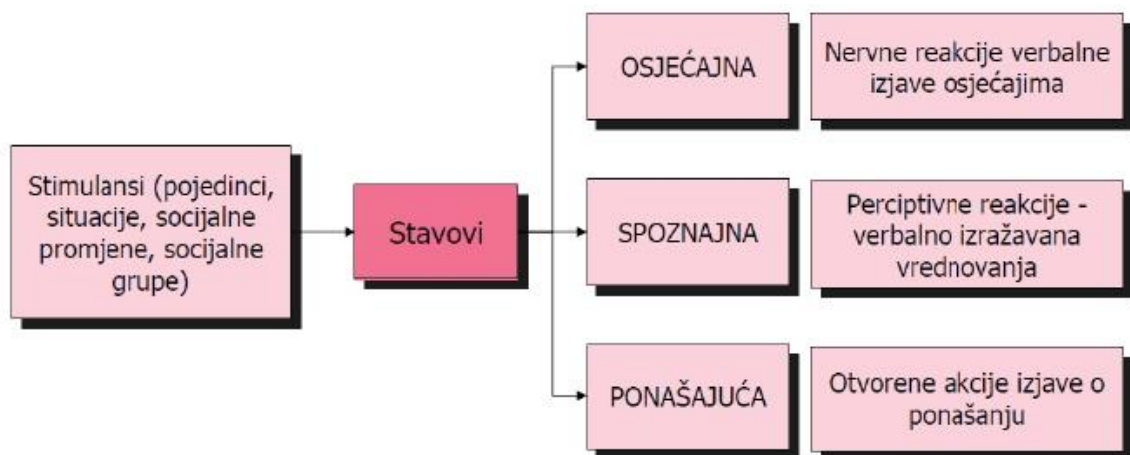 Stimulansi (pojedinci,
situacije, socijalne
promjene, socijalne
grupe)
Stavovi
OSJEĆAJNA
Nervne reakcije verbalne
izjave osjećajima
SPOZNAJNA
Perciptivne reakcije -
verbalno izražavana
vrednovanja
PONAŠAJUĆA
Otvorene akcije izjave o
ponašanju